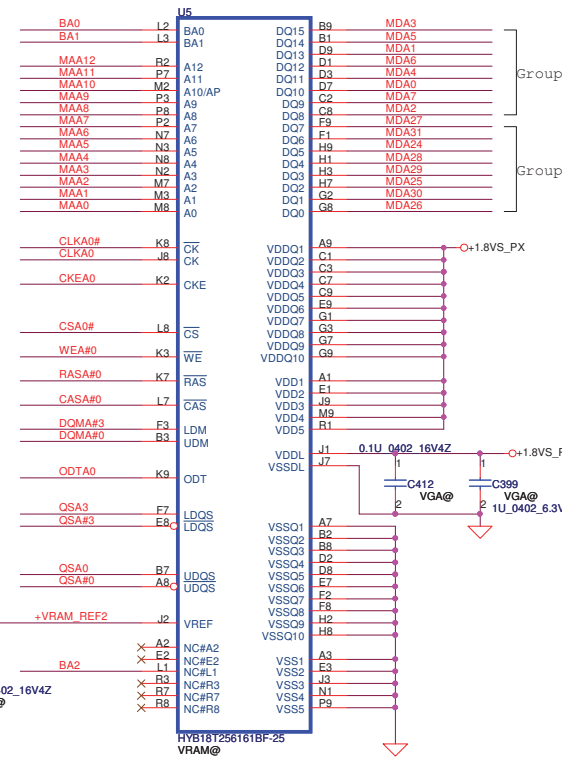 U5
BA0 L2 BA0 DQ15 B9 MDA3
BA1 L3 BA1 DQ14 B1 MDA5
DQ13 D9 MDA1
MAA12 R2 A12 DQ12 D1 MDA6
MAA11 P7 A11 DQ11 D3 MDA4 Group
MAA10 M2 A10/AP DQ10 D7 MDA0
MAA9 P3 A9 DQ9 C2 MDA7
MAA8 P8 A8 DQ8 C8 MDA2
MAA7 P2 A7 DQ7 F9 MDA27
MAA6 N7 A6 DQ6 F1 MDA31
MAA5 N3 A5 DQ5 H9 MDA24
MAA4 N8 A4 DQ4 H1 MDA28
MAA3 N2 A3 DQ3 H3 MDA29 Group
MAA2 M7 A2 DQ2 H7 MDA25
MAA1 M3 A1 DQ1 G2 MDA30
MAA0 M8 A0 DQ0 G8 MDA26
CLKA0# K8 CK VDDQ1 A9 +1.8VS_PX
CLKA0 J8 CK VDDQ2 C1
VDDQ3 C3
CKEA0 K2 CKE VDDQ4 C7
VDDQ5 C9
VDDQ6 E9
VDDQ7 G1
CSA0# L8 CS VDDQ8 G3
VDDQ9 G7
WEA#0 K3 WE VDDQ10 G9
RASA#0 K7 RAS VDD1 A1
VDD2 E1
CASA#0 L7 CAS VDD3 J9
VDD4 M9
DQMA#3 F3 LDM VDD5 R1
DQMA#0 B3 UDM
VDDL J1 0.1U_0402_16V4Z +1.8VS_P
VSSDL J7 1 1
ODTA0 K9 ODT C412 C399
VGA@ VGA@
2 2 1U_0402_6.3V
QSA3 F7 LDQS
QSA#3 E8 LDQS VSSQ1 A7
VSSQ2 B2
VSSQ3 B8
VSSQ4 D2
QSA0 B7 UDQS VSSQ5 D8
QSA#0 A8 UDQS VSSQ6 E7
VSSQ7 F2
VSSQ8 F8
+VRAM_REF2 J2 VREF VSSQ9 H2
VSSQ10 H8
A2 NC#A2
E2 NC#E2 VSS1 A3
BA2 L1 NC#L1 VSS2 E3
R3 NC#R3 VSS3 J3
02_16V4Z R7 NC#R7 VSS4 N1
@ R8 NC#R8 VSS5 P9
HYB18T256161BF-25
VRAM@